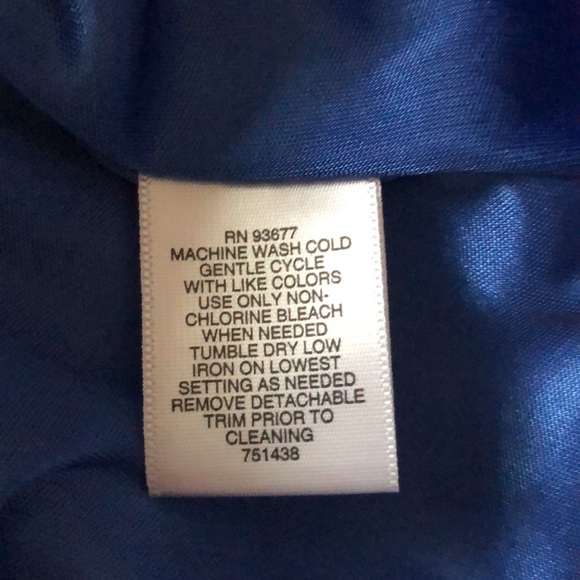 RN 93677
MACHINE WASH COLD
GENTLE CYCLE
WITH LIKE COLORS
USE ONLY NON-
CHLORINE BLEACH
WHEN NEEDED
TUMBLE DRY LOW
IRON ON LOWEST
SETTING AS NEEDED
REMOVE DETACHABLE
TRIM PRIOR TO
CLEANING
751438